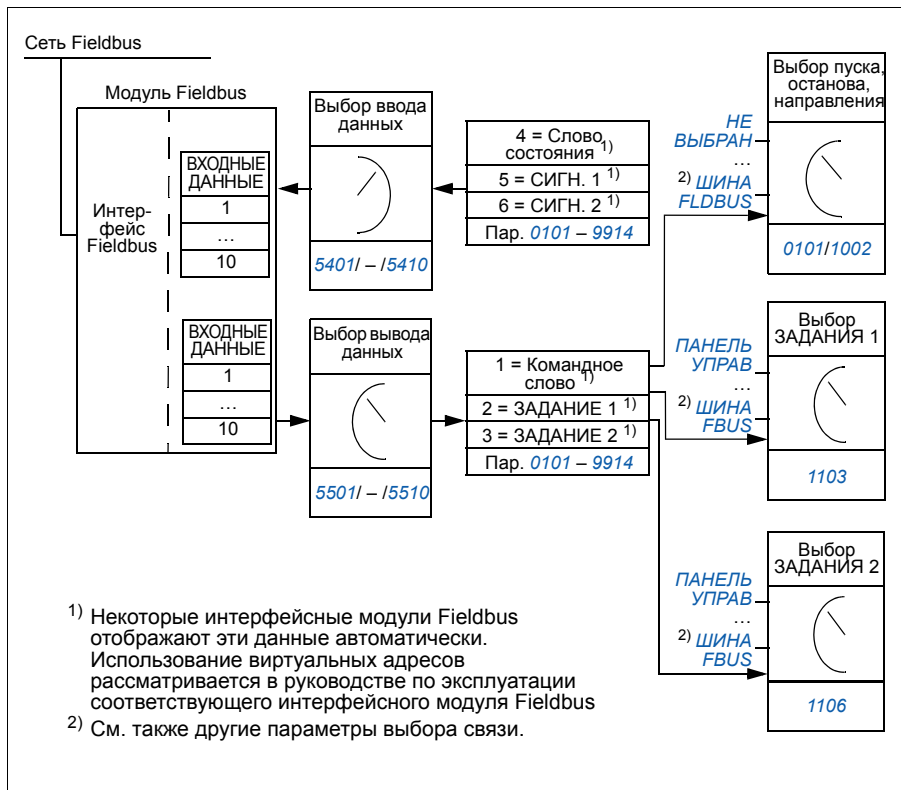 Сеть Fieldbus
Модуль Fieldbus
Интер-
фейс
Fieldbus
ВХОДНЫЕ
ДАННЫЕ
1
…
10
ВХОДНЫЕ
ДАННЫЕ
1
…
10
Выбор ввода
данных
5401/ – /5410
Выбор вывода
данных
5501/ – /5510
4 = Слово
состояния 1)
5 = СИГН. 1 1)
6 = СИГН. 2 1)
Пар. 0101 – 9914
1 = Командное
слово 1)
2 = ЗАДАНИЕ 1 1)
3 = ЗАДАНИЕ 2 1)
Пар. 0101 – 9914
Выбор пуска,
останова,
направления
НЕ
ВЫБРАН
…
2) ШИНА
FLDBUS
0101/1002
Выбор
ЗАДАНИЯ 1
ПАНЕЛЬ
УПРАВ
…
2) ШИНА
FBUS
1103
Выбор
ЗАДАНИЯ 2
ПАНЕЛЬ
УПРАВ
…
2) ШИНА
FBUS
1106
1) Некоторые интерфейсные модули Fieldbus
отображают эти данные автоматически.
Использование виртуальных адресов
рассматривается в руководстве по эксплуатации
соответствующего интерфейсного модуля Fieldbus
2) См. также другие параметры выбора связи.